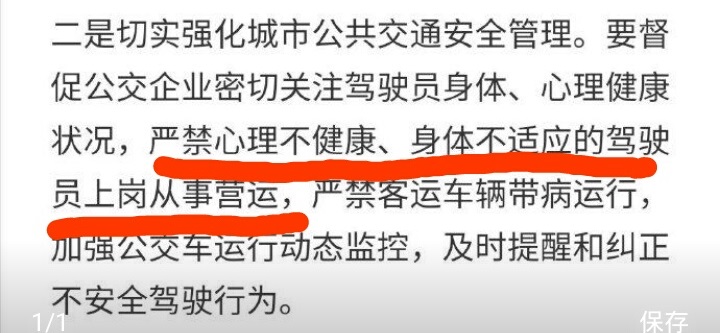 二是切实强化城市公共交通安全管理。要督
促公交企业密切关注驾驶员身体、心理健康
状况，严禁心理不健康、身体不适应的驾驶
员上岗从事营运，严禁客运车辆带病运行，
加强公交车运行动态监控，及时提醒和纠正
不安全驾驶行为。
1/1
保存